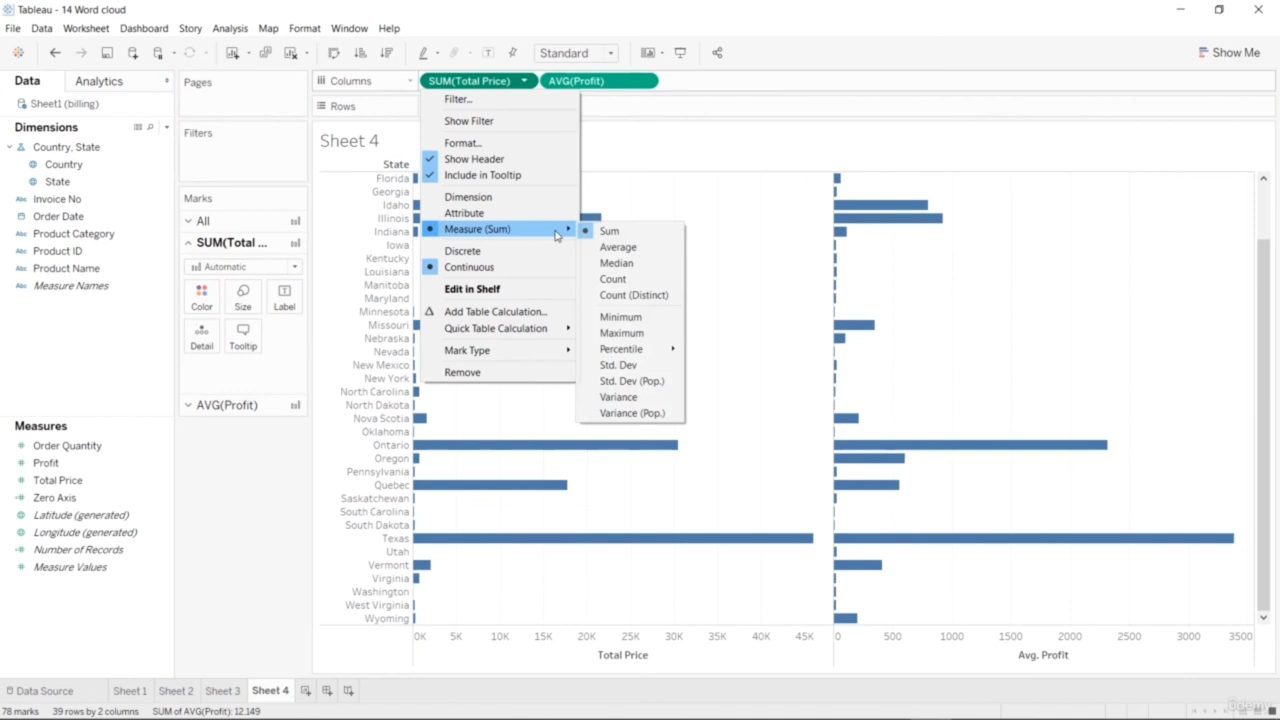 Tableau - 14 Word cloud
File Data Worksheet Dashboard Story Analysis Map Format Window Help
Standard
Show Me
Data Analytics
Sheet1 (billing)
Dimensions
Country, State
Country
State
Abc Invoice No
Order Date
Abc Product Category
Abc Product ID
Abc Product Name
Abc Measure Names
Measures
# Order Quantity
# Profit
# Total Price
=# Zero Axis
Latitude (generated)
Longitude (generated)
=# Number of Records
# Measure Values
Pages
Filters
Marks
All
SUM(Total ...
Automatic
Color Size Label
Detail Tooltip
AVG(Profit)
Columns SUM(Total Price) AVG(Profit)
Rows
Filter...
Show Filter
Format...
Show Header
Include in Tooltip
Dimension
Attribute
Measure (Sum)
Discrete
Continuous
Edit in Shelf
Add Table Calculation...
Quick Table Calculation
Mark Type
Remove
Sum
Average
Median
Count
Count (Distinct)
Minimum
Maximum
Percentile
Std. Dev
Std. Dev (Pop.)
Variance
Variance (Pop.)
Sheet 4
State
Florida
Georgia
Idaho
Illinois
Indiana
Iowa
Kentucky
Louisiana
Manitoba
Maryland
Minnesota
Missouri
Nebraska
Nevada
New Mexico
New York
North Carolina
North Dakota
Nova Scotia
Oklahoma
Ontario
Oregon
Pennsylvania
Quebec
Saskatchewan
South Carolina
South Dakota
Texas
Utah
Vermont
Virginia
Washington
West Virginia
Wyoming
0K 5K 10K 15K 20K 25K 30K 35K 40K 45K
Total Price
0 500 1000 1500 2000 2500 3000 3500
Avg. Profit
Data Source Sheet 1 Sheet 2 Sheet 3 Sheet 4
78 marks 39 rows by 2 columns SUM of AVG(Profit): 12.149